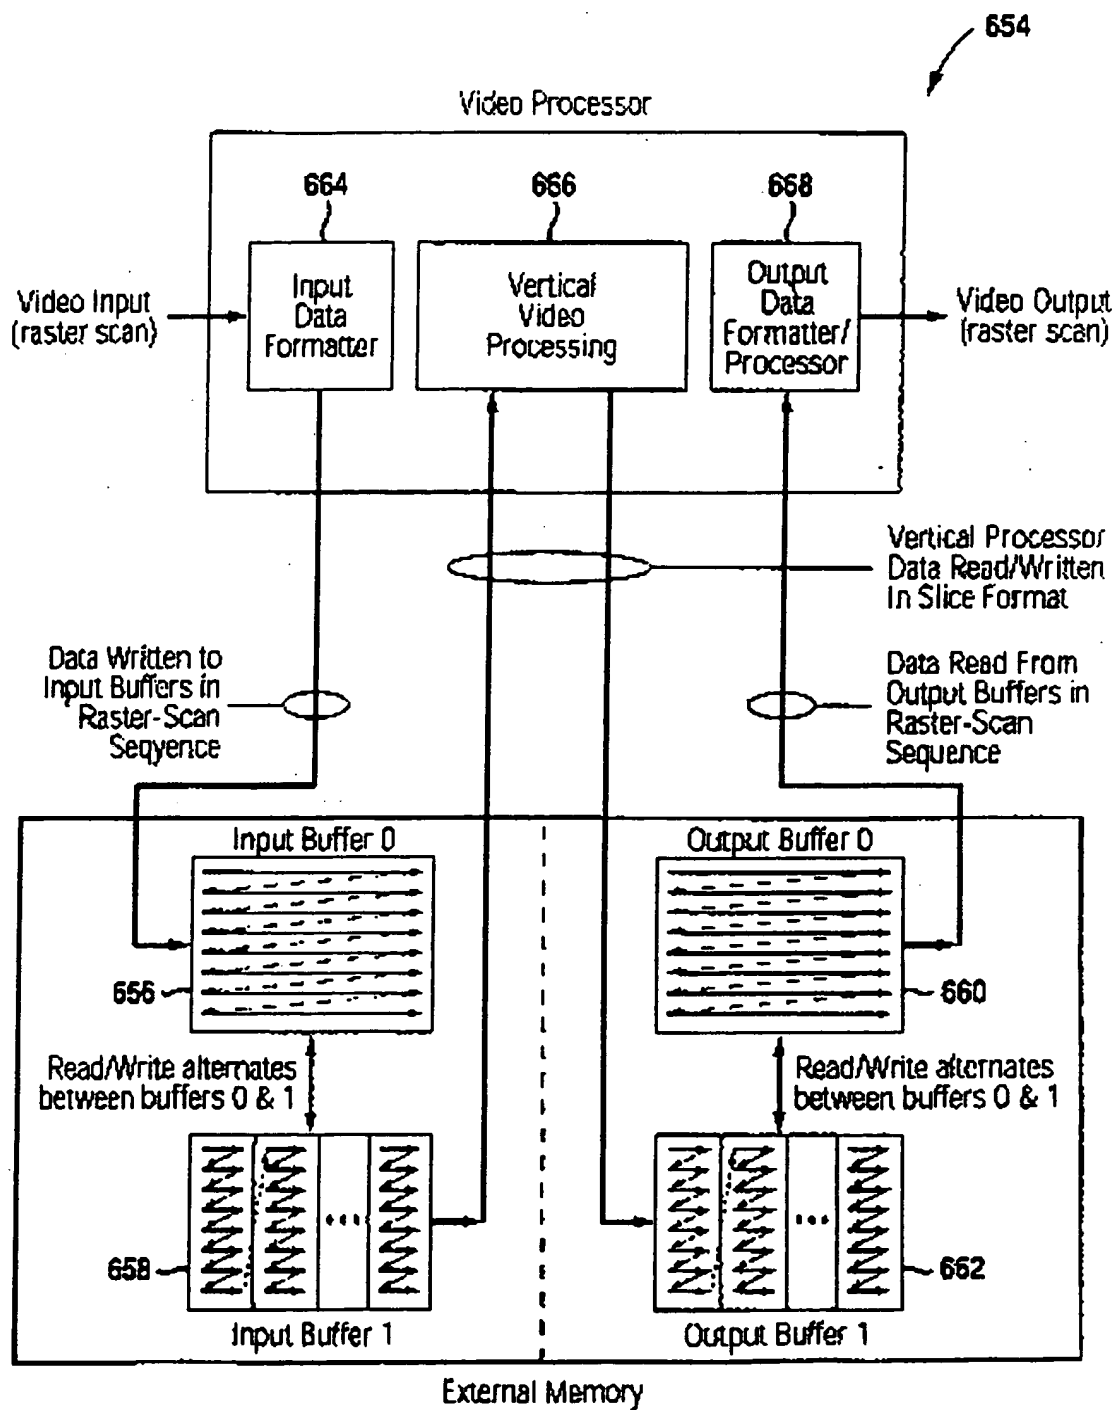 654
Video Processor
664
666
668
Input
Data
Formatter
Vertical
Video
Processing
Output
Data
Formatter/
Processor
Video Input
(raster scan)
Video Output
(raster scan)
Vertical Processor
Data Read/Written
In Slice Format
Data Written to
Input Buffers in
Raster-Scan
Seqyence
Data Read From
Output Buffers in
Raster-Scan
Sequence
Input Buffer 0
Output Buffer 0
656
660
Read/Write alternates
between buffers 0 & 1
Read/Write alternates
between buffers 0 & 1
658
662
Input Buffer 1
Output Buffer 1
External Memory